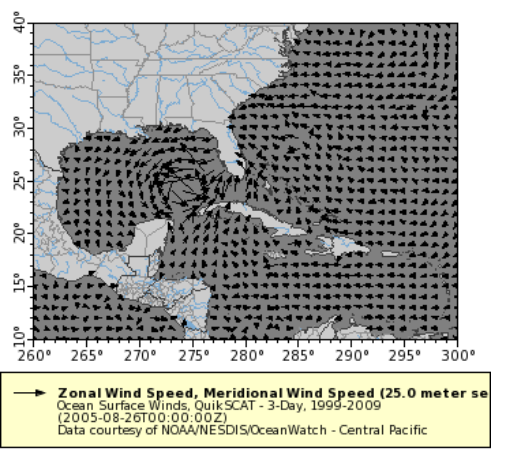 40°
35°
30°
25°
20°
15°
10°
260° 265° 270° 275° 280° 285° 290° 295° 300°
Zonal Wind Speed, Meridional Wind Speed (25.0 meter se
Ocean Surface Winds, QuikSCAT - 3-Day, 1999-2009
(2005-08-26T00:00:00Z)
Data courtesy of NOAA/NESDIS/OceanWatch - Central Pacific